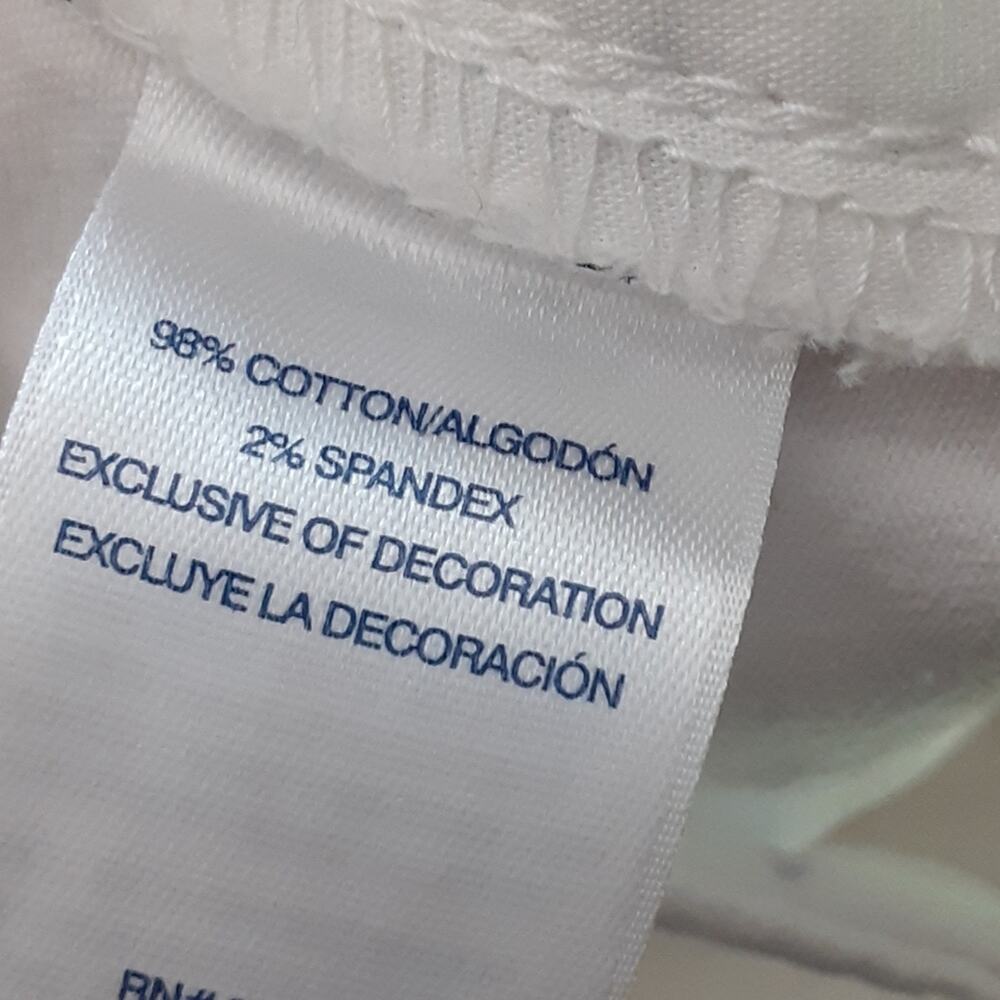 98% COTTON/ALGODÓN
2% SPANDEX
EXCLUSIVE OF DECORATION
EXCLUYE LA DECORACIÓN